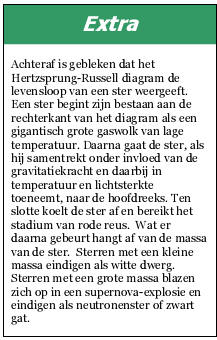 Extra
Achteraf is gebleken dat het
Hertzsprung-Russell diagram de
levensloop van een ster weergeeft.
Een ster begint zijn bestaan aan de
rechterkant van het diagram als een
gigantisch grote gaswolk van lage
temperatuur. Daarna gaat de ster, als
hij samentrekt onder invloed van de
gravitatiekracht en daarbij in
temperatuur en lichtsterkte
toeneemt, naar de hoofdreeks. Ten
slotte koelt de ster af en bereikt het
stadium van rode reus. Wat er
daarna gebeurt hangt af van de massa
van de ster. Sterren met een kleine
massa eindigen als witte dwerg.
Sterren met een grote massa blazen
zich op in een supernova-explosie en
eindigen als neutronenster of zwart
gat.